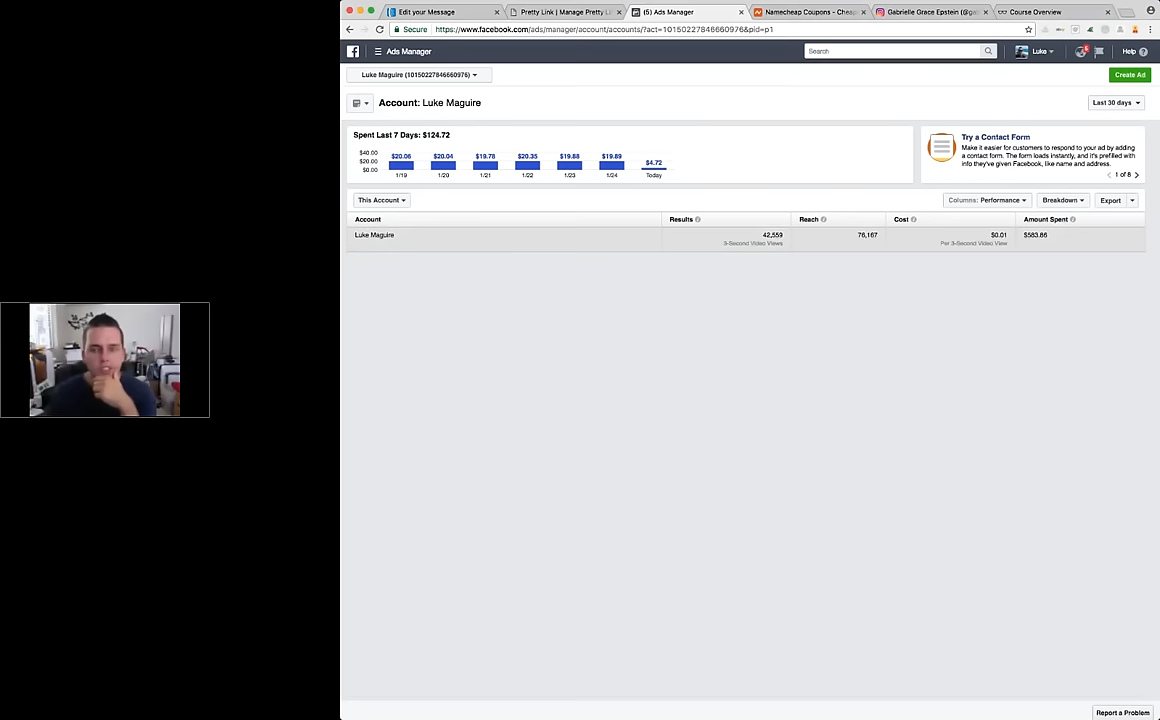 Edit your Message
Pretty Link | Manage Pretty Li
(5) Ads Manager
Namecheap Coupons - Cheap
Gabrielle Grace Epstein (@ga
Course Overview
Secure
https://www.facebook.com/ads/manager/account/accounts/?act=10150227846660976&pid=p1
Ads Manager
Search
Luke
6
Help
Luke Maguire (10150227846660976)
Create Ad
Account: Luke Maguire
Last 30 days
Spent Last 7 Days: $124.72
$40.00
$20.00
$0.00
$20.06 $20.04 $19.78 $20.35 $19.88 $19.89 $4.72
1/19 1/20 1/21 1/22 1/23 1/24 Today
Try a Contact Form
Make it easier for customers to respond to your ad by adding
a contact form. The form loads instantly, and it's prefilled with
info they've given Facebook, like name and address.
1 of 8
This Account
Columns: Performance
Breakdown
Export
Account Results Reach Cost Amount Spent
Luke Maguire 42,559 76,167 $0.01 $583.86
3-Second Video Views Per 3-Second Video View
Report a Problem